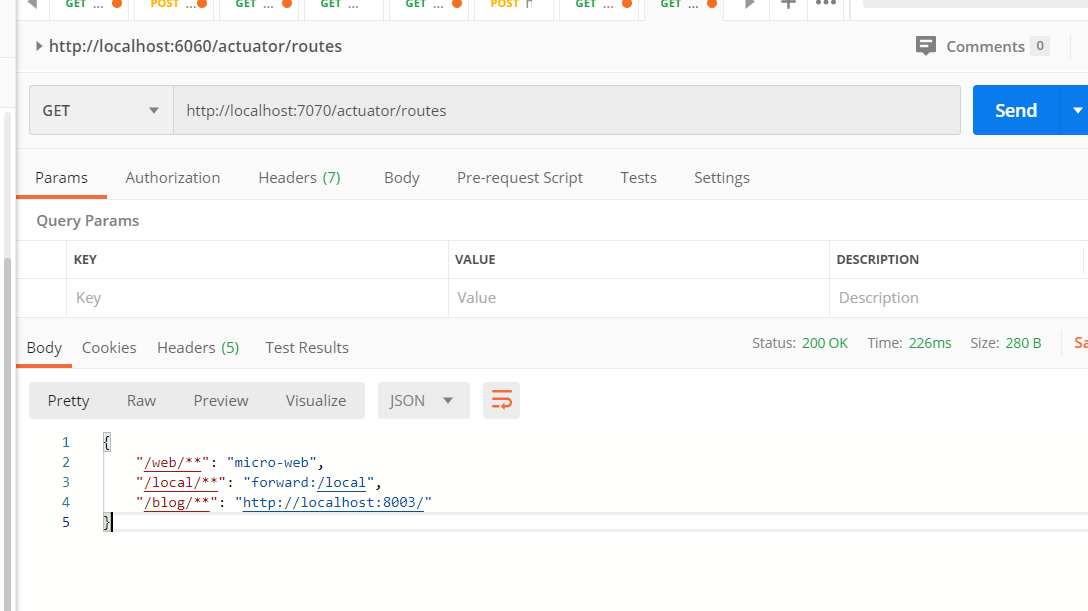 GET ... POST ... GET ... GET ... GET ... POST GET ... GET ... + •••
http://localhost:6060/actuator/routes Comments 0
GET http://localhost:7070/actuator/routes Send
Params Authorization Headers (7) Body Pre-request Script Tests Settings
Query Params
KEY VALUE DESCRIPTION
Key Value Description
Body Cookies Headers (5) Test Results Status: 200 OK Time: 226ms Size: 280 B
Pretty Raw Preview Visualize JSON
1 {
2 "/web/**": "micro-web",
3 "/local/**": "forward:/local",
4 "/blog/**": "http://localhost:8003/"
5 }